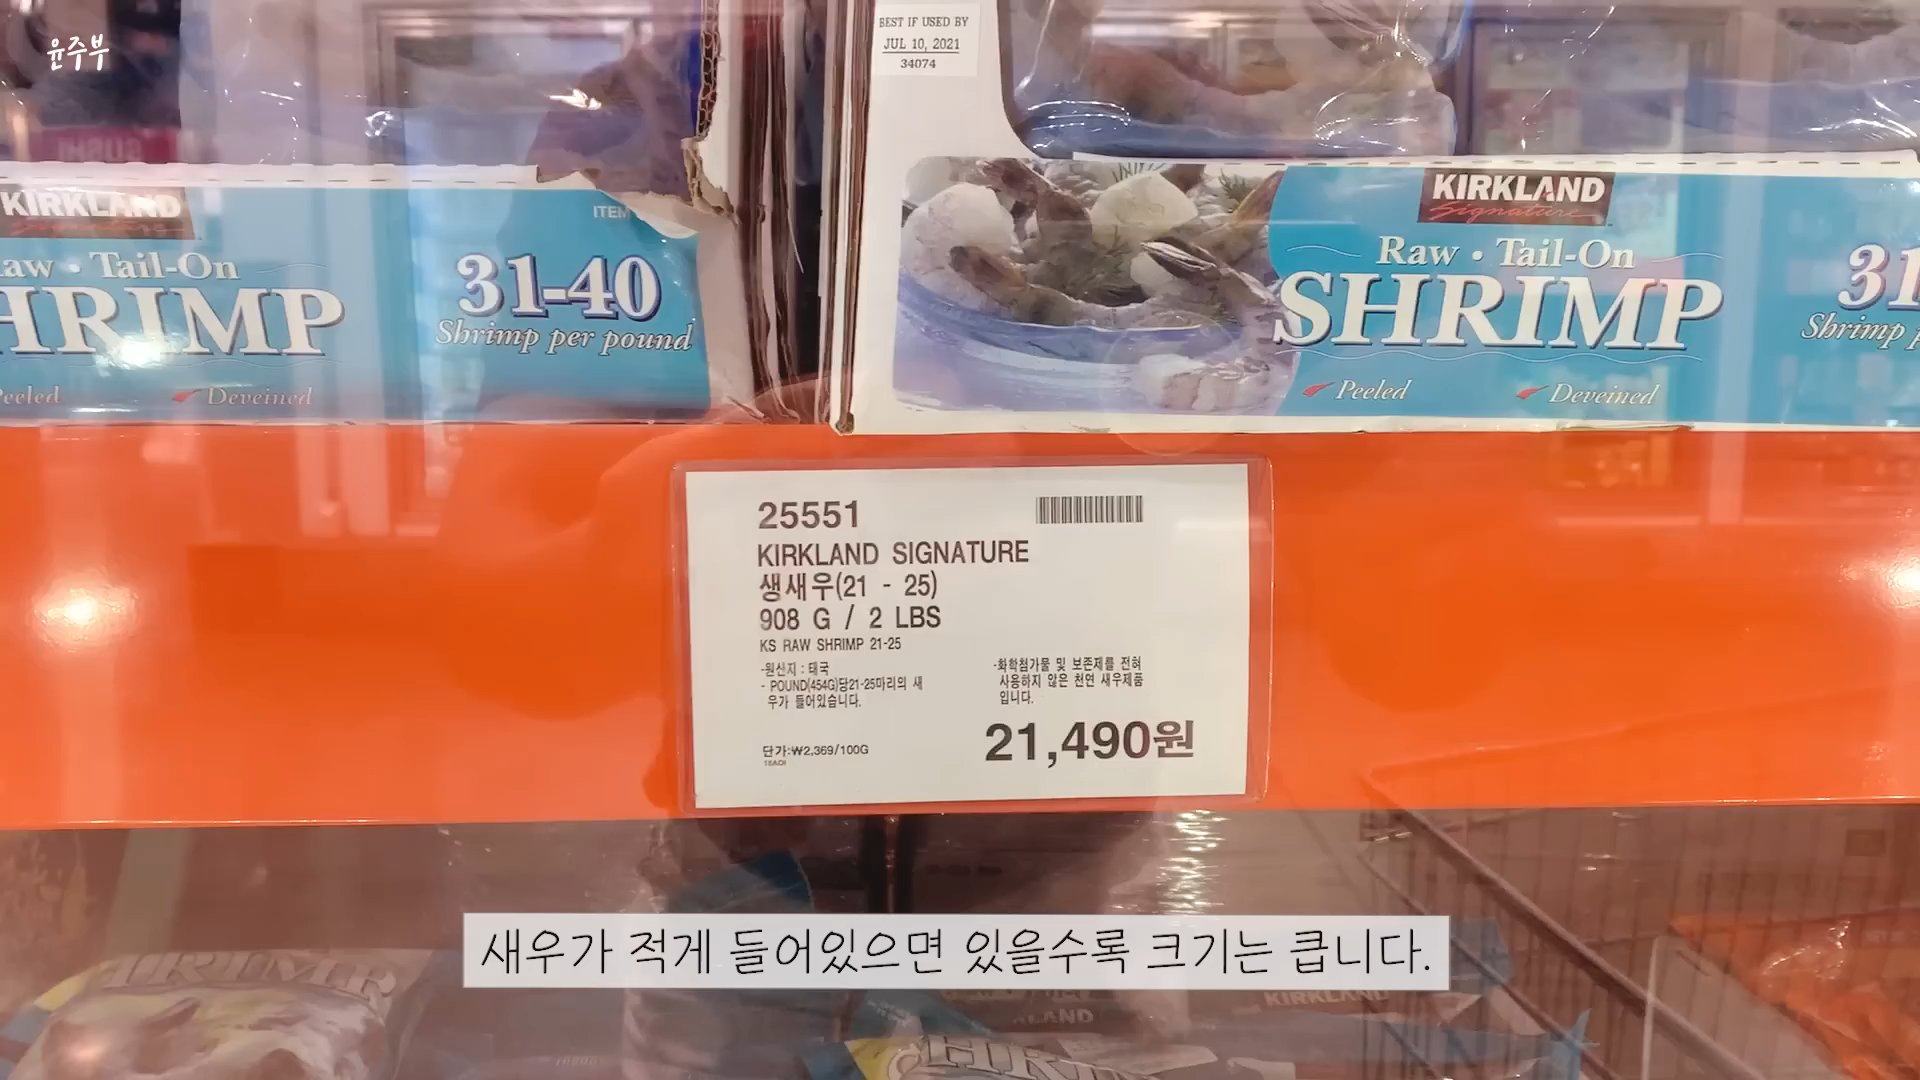 윤주부
BEST IF USED BY
JUL 10, 2021
34074
KIRKLAND
Signature
ITEM
Tail-On
31-40
Shrimp per pound
Deveined
KIRKLAND
Signature
Raw • Tail-On
SHRIMP
Peeled
Deveined
Shrimp
25551
KIRKLAND SIGNATURE
생새우(21 - 25)
908 G / 2 LBS
KS RAW SHRIMP 21-25
-원산지 : 태국
- POUND(454G)당21-25마리의 새
우가 들어있습니다.
-화학첨가물 및 보존제를 전혀
사용하지 않은 천연 새우제품
입니다.
단가:₩2,369/100G
21,490원
새우가 적게 들어있으면 있을수록 크기는 큽니다.
KIRKLAND